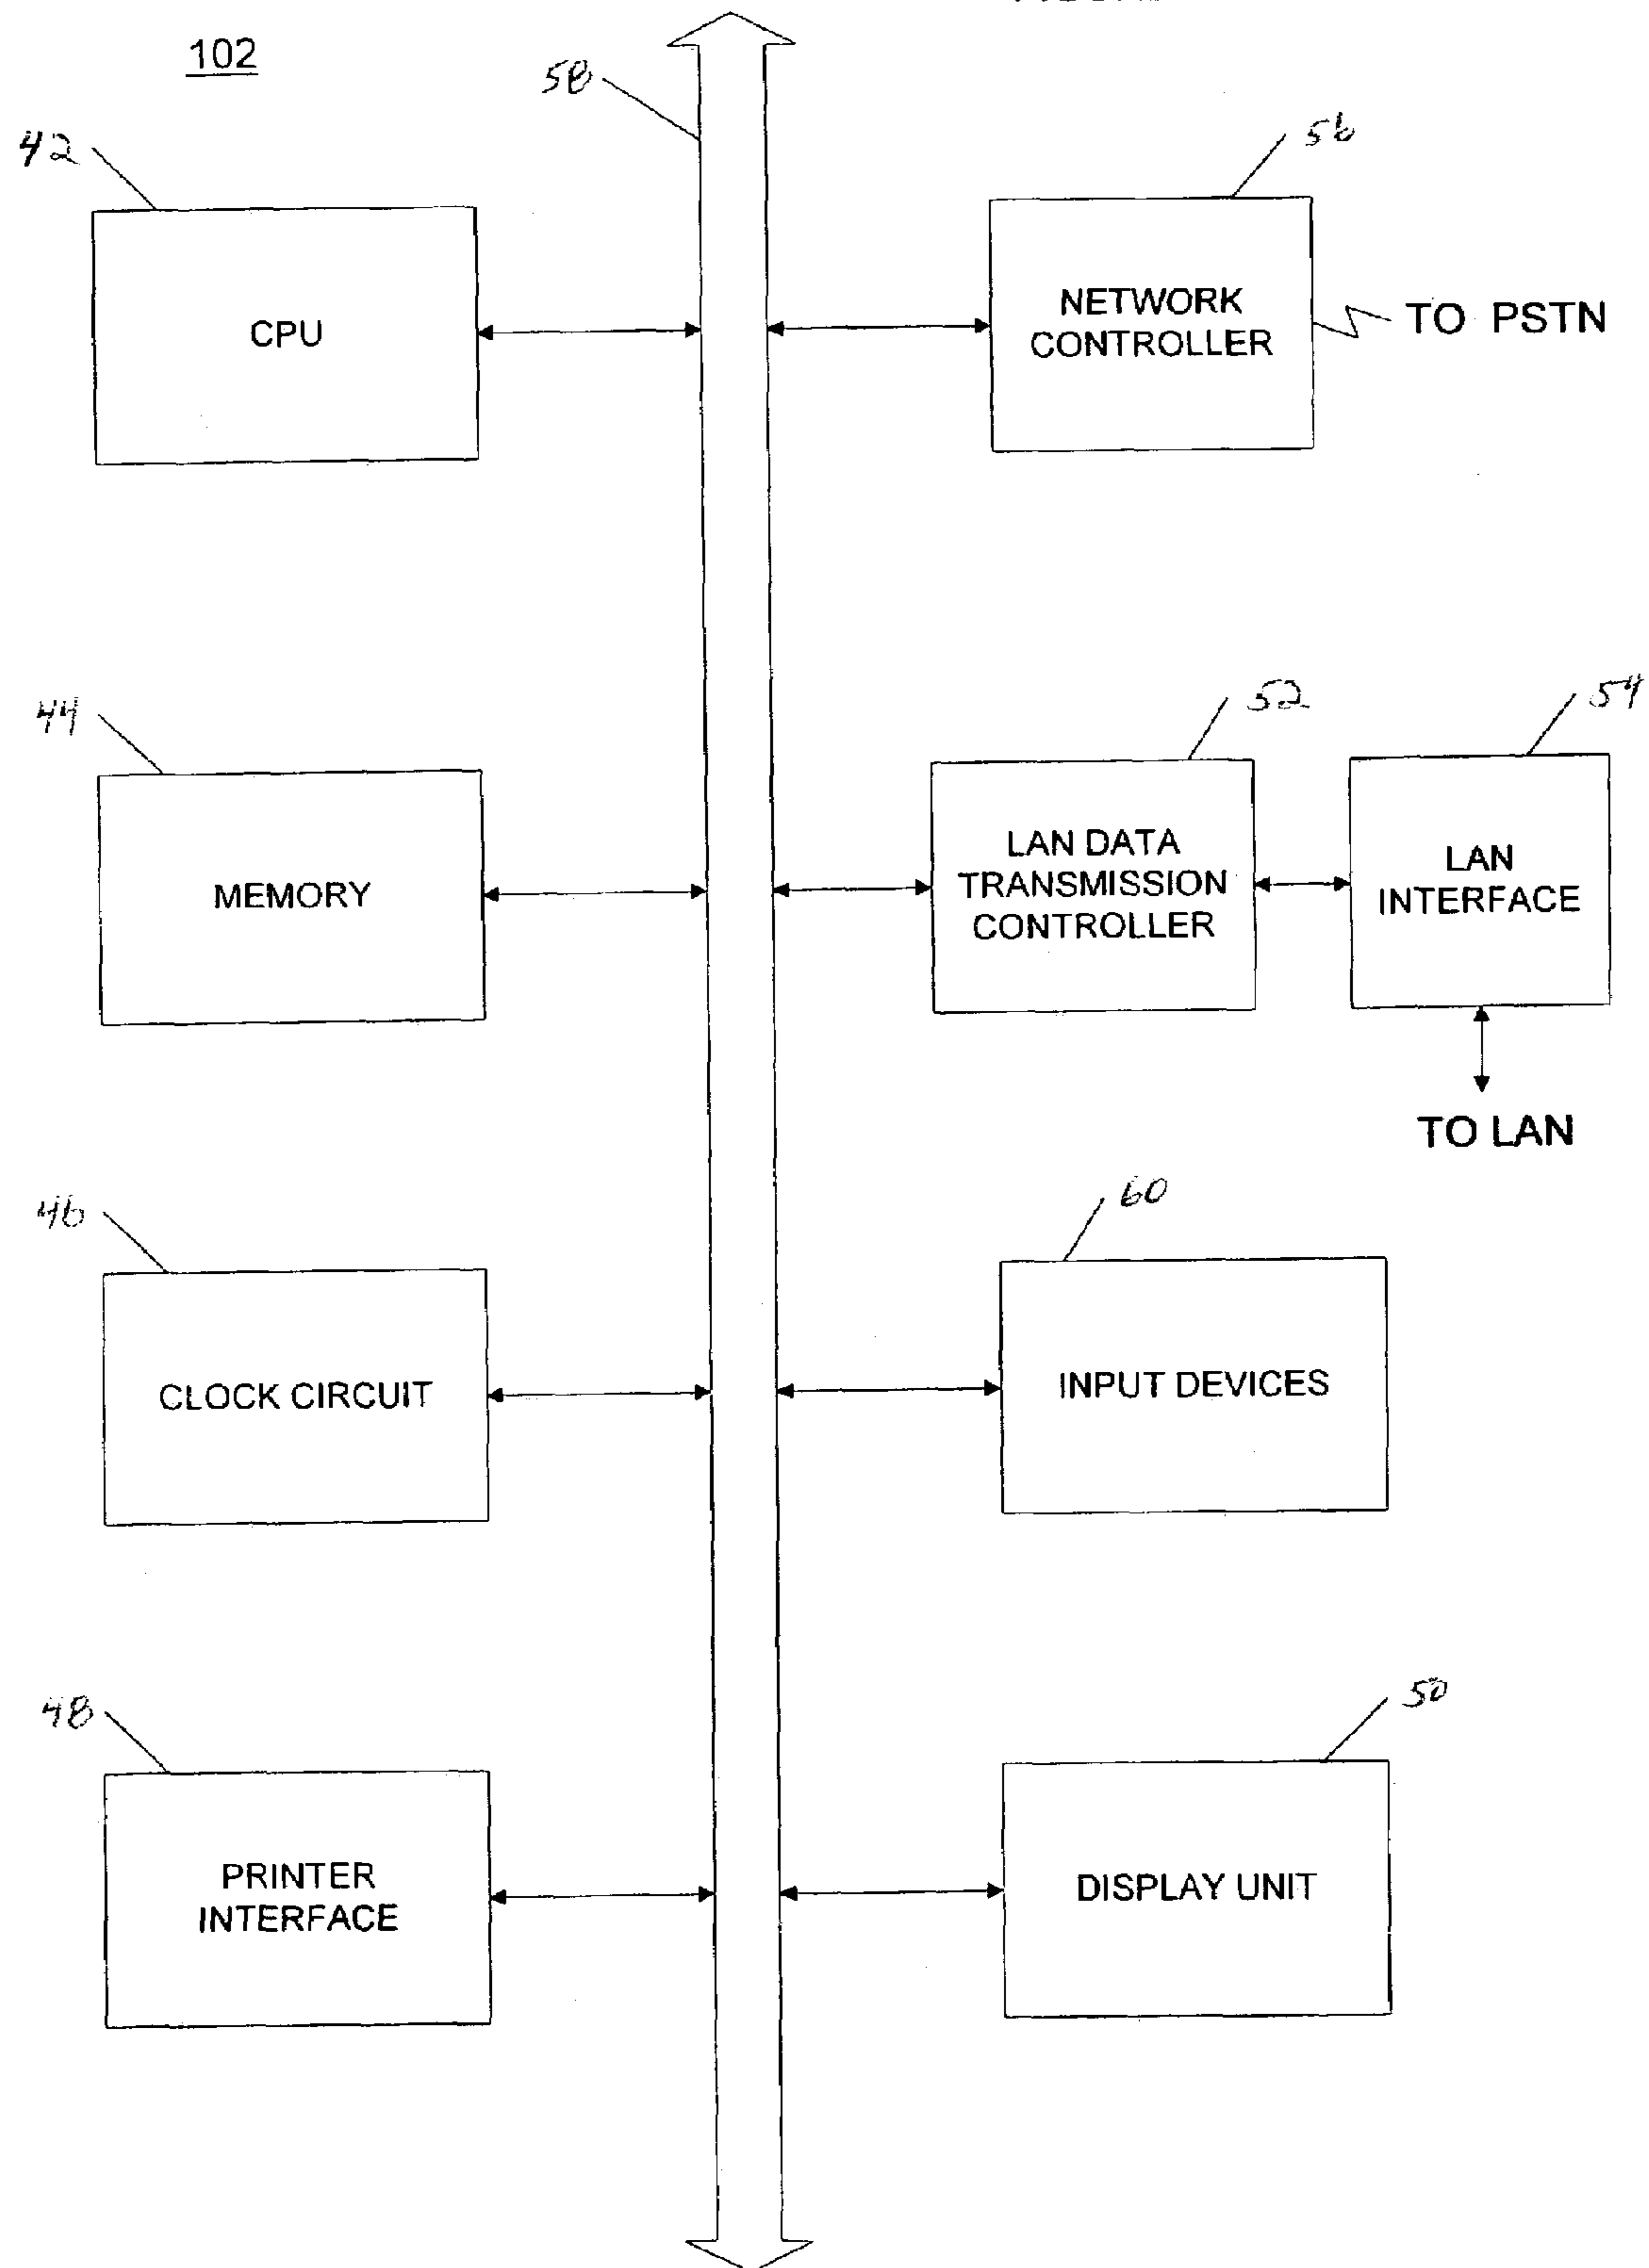 102
58
42
56
CPU
NETWORK
CONTROLLER
TO PSTN
44
52
54
MEMORY
LAN DATA
TRANSMISSION
CONTROLLER
LAN
INTERFACE
TO LAN
46
60
CLOCK CIRCUIT
INPUT DEVICES
48
50
PRINTER
INTERFACE
DISPLAY UNIT